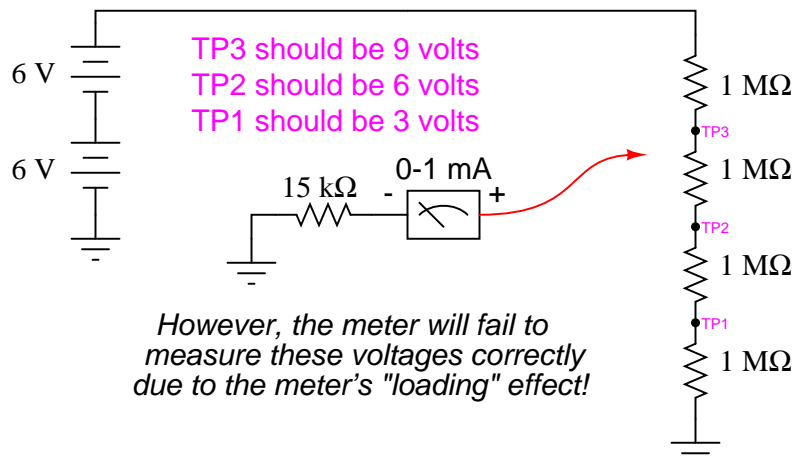 TP3 should be 9 volts
TP2 should be 6 volts
TP1 should be 3 volts
6 V
6 V
1 MΩ
TP3
1 MΩ
TP2
1 MΩ
TP1
1 MΩ
15 kΩ
0-1 mA
- +
However, the meter will fail to
measure these voltages correctly
due to the meter's "loading" effect!